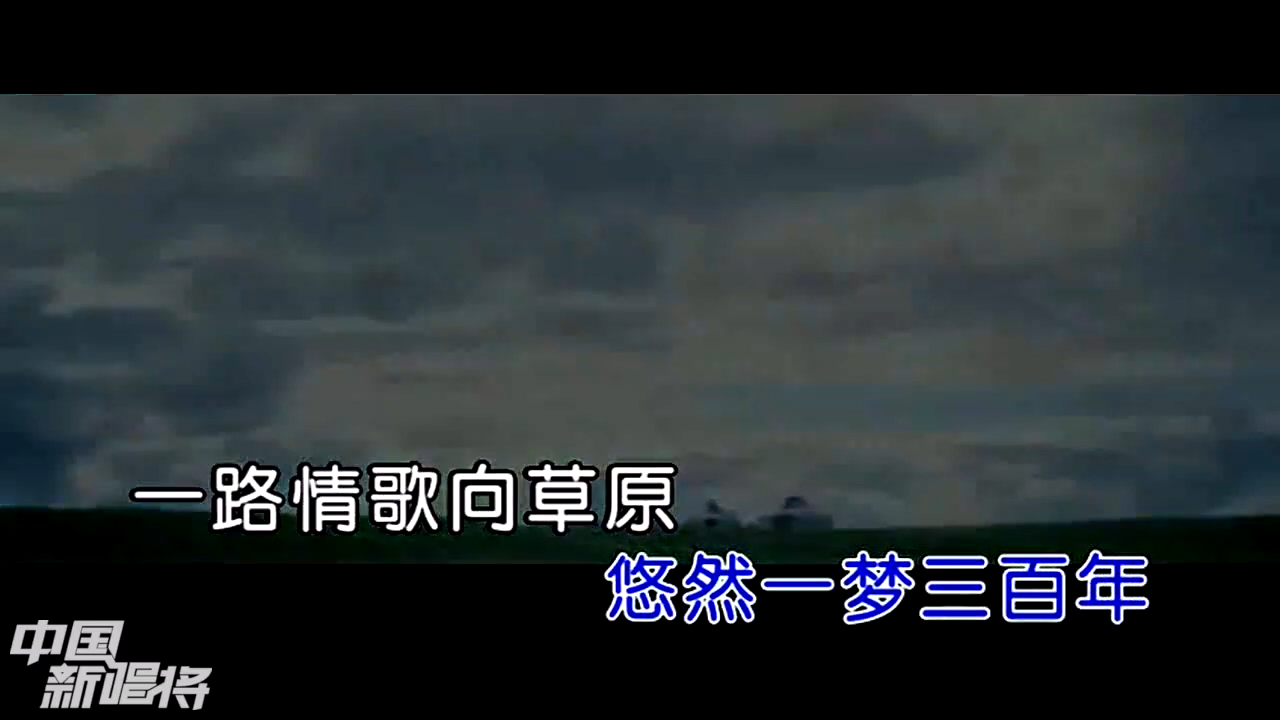 一路情歌向草原
悠然一梦三百年
中国
新唱将